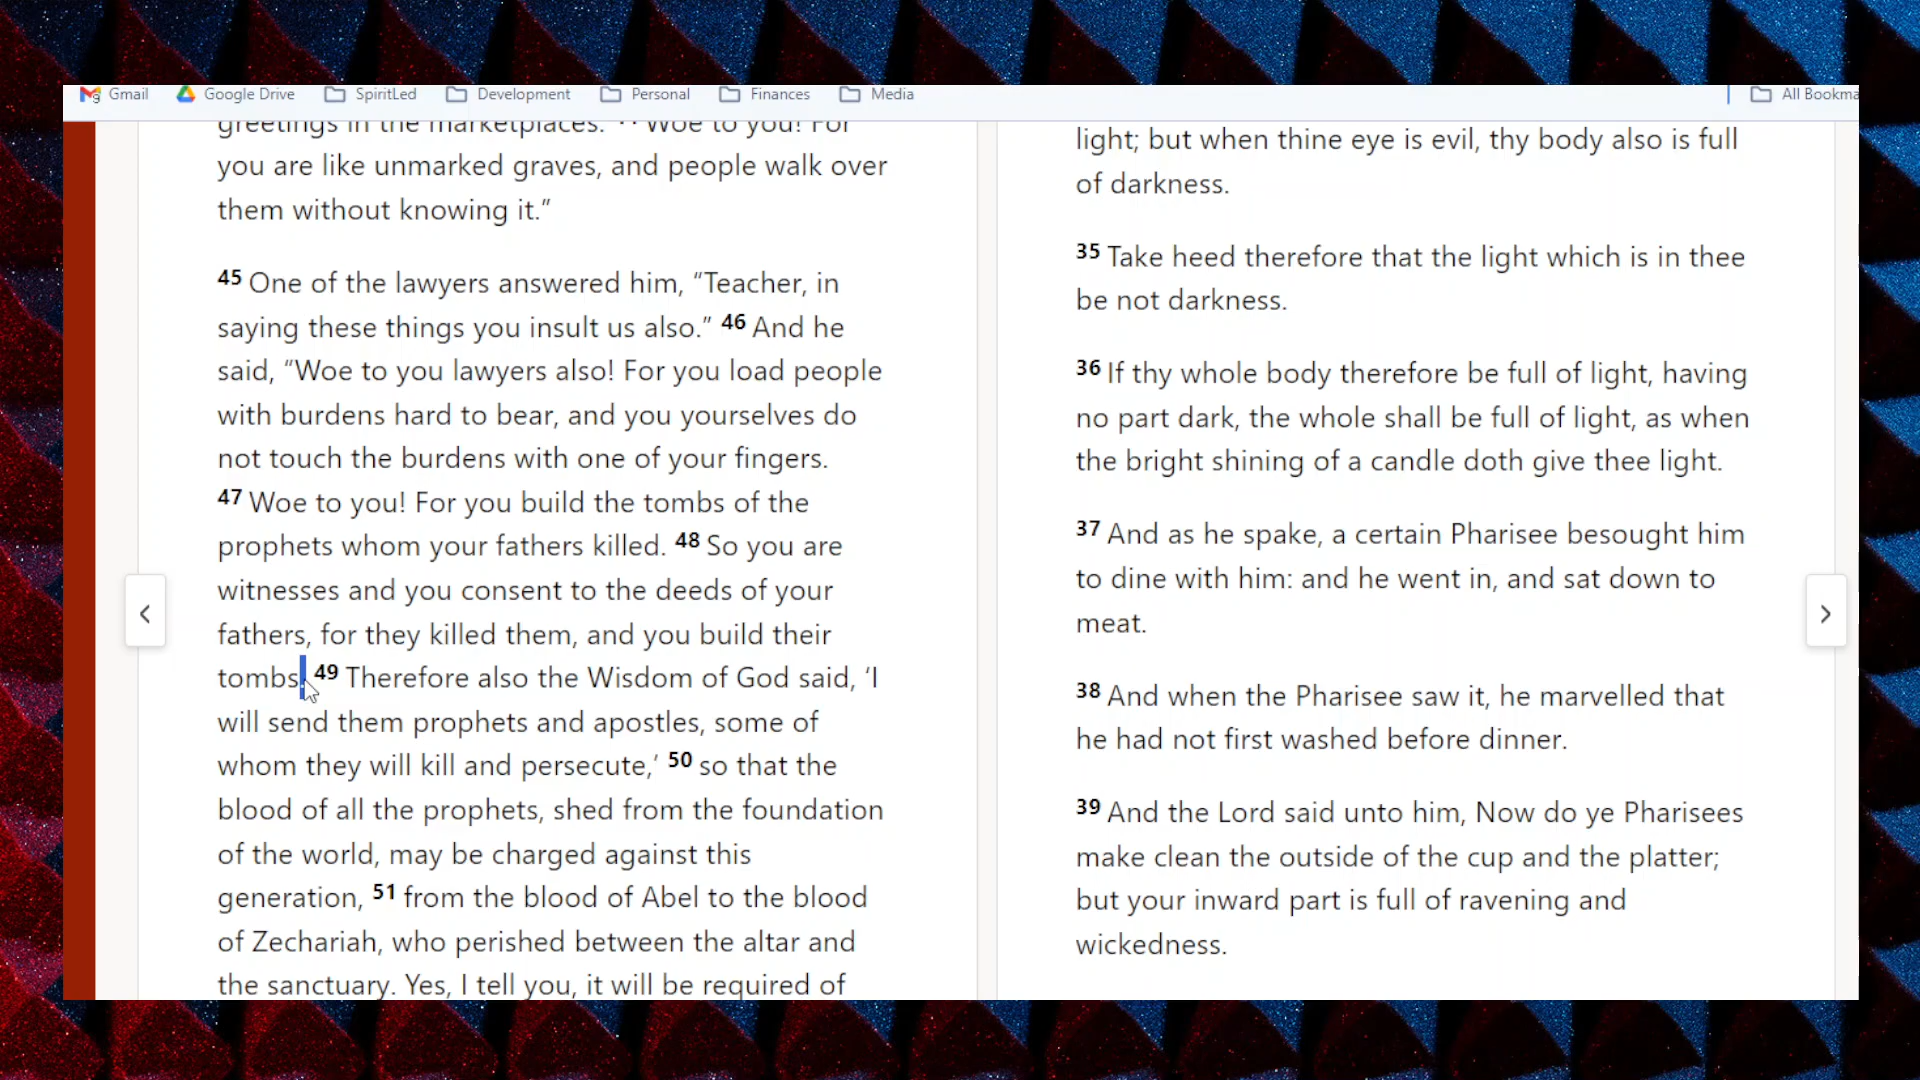 Gmail Google Drive SpiritLed Development Personal Finances Media All Bookma
greetings in the marketplaces. 44 Woe to you! For
you are like unmarked graves, and people walk over
them without knowing it.”
45 One of the lawyers answered him, “Teacher, in
saying these things you insult us also.” 46 And he
said, “Woe to you lawyers also! For you load people
with burdens hard to bear, and you yourselves do
not touch the burdens with one of your fingers.
47 Woe to you! For you build the tombs of the
prophets whom your fathers killed. 48 So you are
witnesses and you consent to the deeds of your
fathers, for they killed them, and you build their
tombs. 49 Therefore also the Wisdom of God said, ‘I
will send them prophets and apostles, some of
whom they will kill and persecute,’ 50 so that the
blood of all the prophets, shed from the foundation
of the world, may be charged against this
generation, 51 from the blood of Abel to the blood
of Zechariah, who perished between the altar and
the sanctuary. Yes, I tell you, it will be required of
light; but when thine eye is evil, thy body also is full
of darkness.
35 Take heed therefore that the light which is in thee
be not darkness.
36 If thy whole body therefore be full of light, having
no part dark, the whole shall be full of light, as when
the bright shining of a candle doth give thee light.
37 And as he spake, a certain Pharisee besought him
to dine with him: and he went in, and sat down to
meat.
38 And when the Pharisee saw it, he marvelled that
he had not first washed before dinner.
39 And the Lord said unto him, Now do ye Pharisees
make clean the outside of the cup and the platter;
but your inward part is full of ravening and
wickedness.